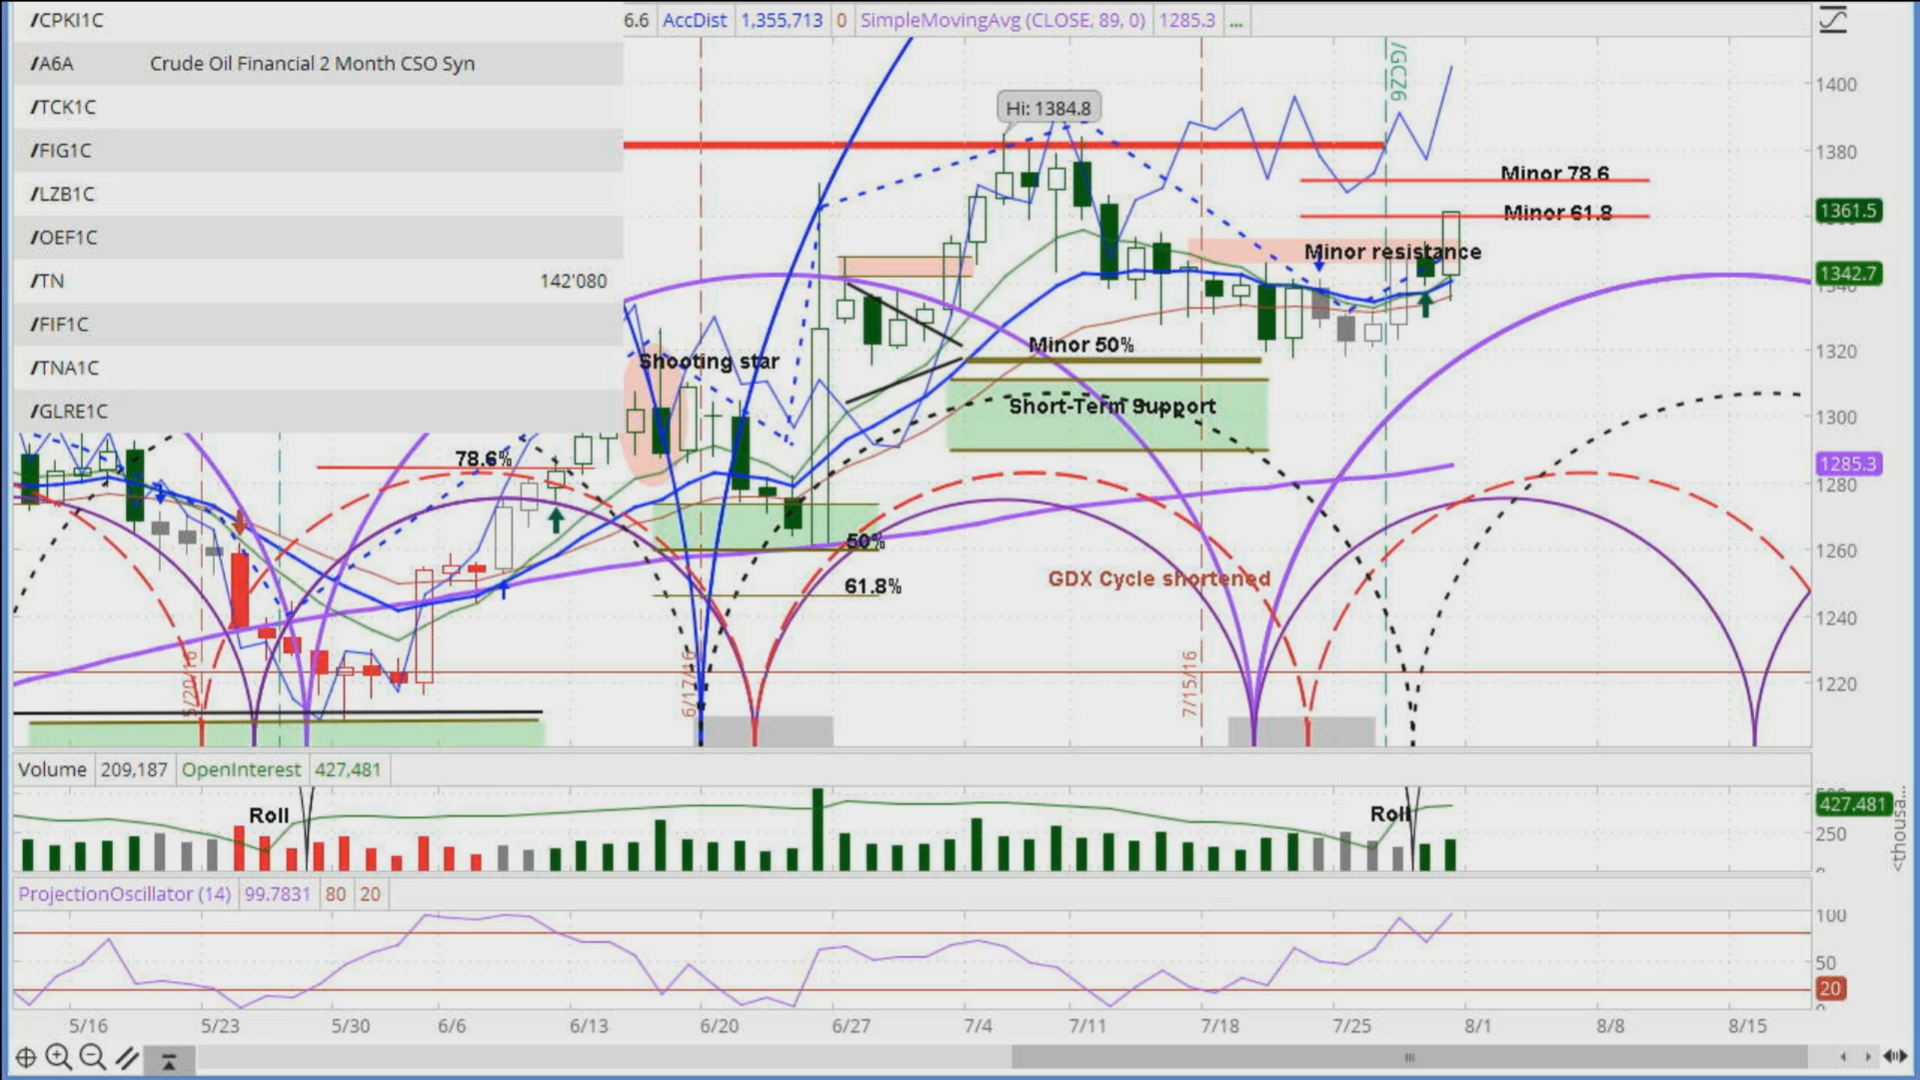 /CPKI1C
6.6 AccDist 1,355,713 0 SimpleMovingAvg (CLOSE, 89, 0) 1285.3 ...
/A6A Crude Oil Financial 2 Month CSO Syn
/TCK1C
/FIG1C
/LZB1C
/OEF1C
/TN 142'080
/FIF1C
/TNA1C
/GLRE1C
/GCZ6
Hi: 1384.8
1400
1380
Minor 78.6
Minor 61.8
1361.5
Minor resistance
1342.7
1340
Minor 50%
1320
Shooting star
Short-Term Support
1300
78.6%
1285.3
1280
50%
1260
61.8%
GDX Cycle shortened
1240
1220
5/20/16
6/17/16
7/15/16
Volume 209,187 OpenInterest 427,481
Roll
Roll
427,481
250
<thousa...
ProjectionOscillator (14) 99.7831 80 20
100
50
20
5/16 5/23 5/30 6/6 6/13 6/20 6/27 7/4 7/11 7/18 7/25 8/1 8/8 8/15